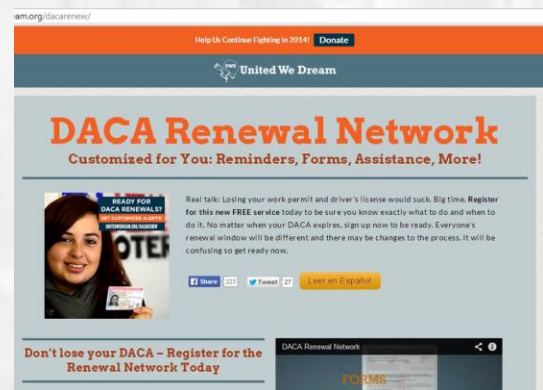 am.org/dacarenew/
Help Us Continue Fighting in 2014! Donate
United We Dream
DACA Renewal Network
Customized for You: Reminders, Forms, Assistance, More!
READY FOR
DACA RENEWALS?
GET CUSTOMIZED ALERTS!
UNITEDWEDREAM.ORG/DACARENEW
Real talk: Losing your work permit and driver's license would suck. Big time. Register
for this new FREE service today to be sure you know exactly what to do and when to
do it. No matter when your DACA expires, sign up now to be ready. Everyone's
renewal window will be different and there may be changes to the process. It will be
confusing so get ready now.
Share 223 Tweet 27 Leer en Español
Don't lose your DACA – Register for the
Renewal Network Today
DACA Renewal Network
FORMS